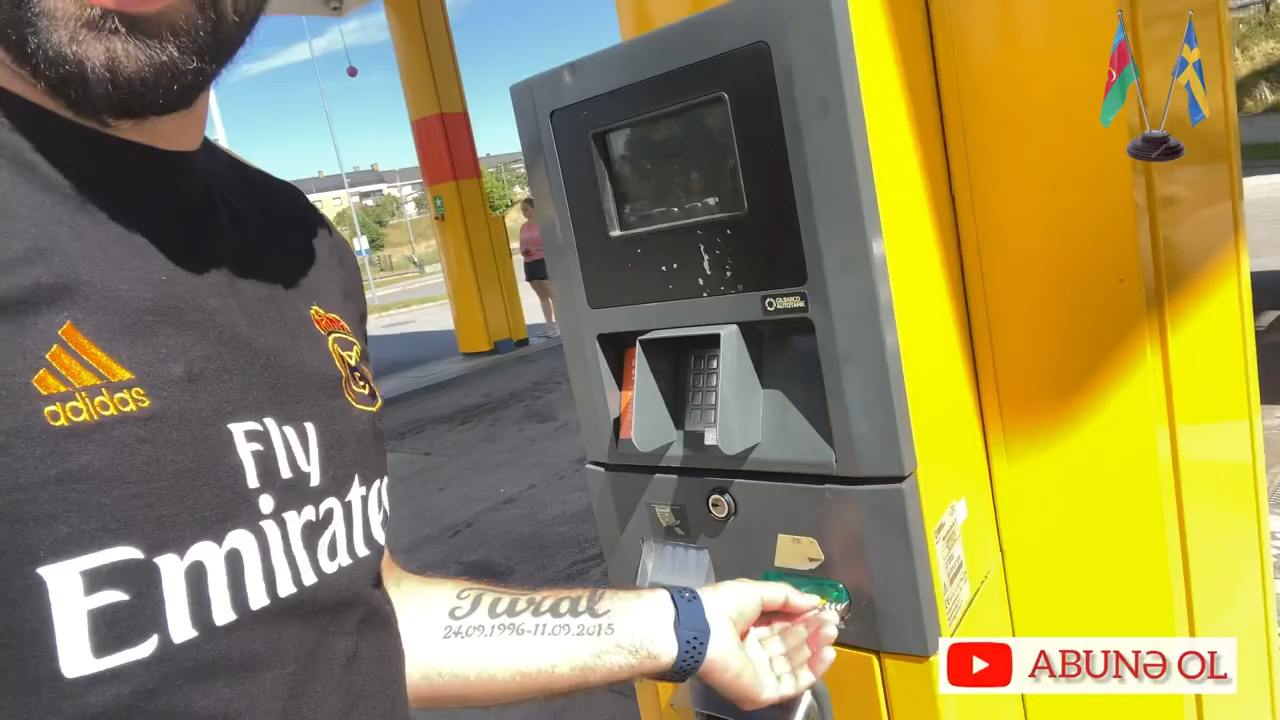 GILBARCO
AUTOTANK
adidas
Fly
Emirates
Tural
24.09.1996-11.09.2015
ABUNƏ OL